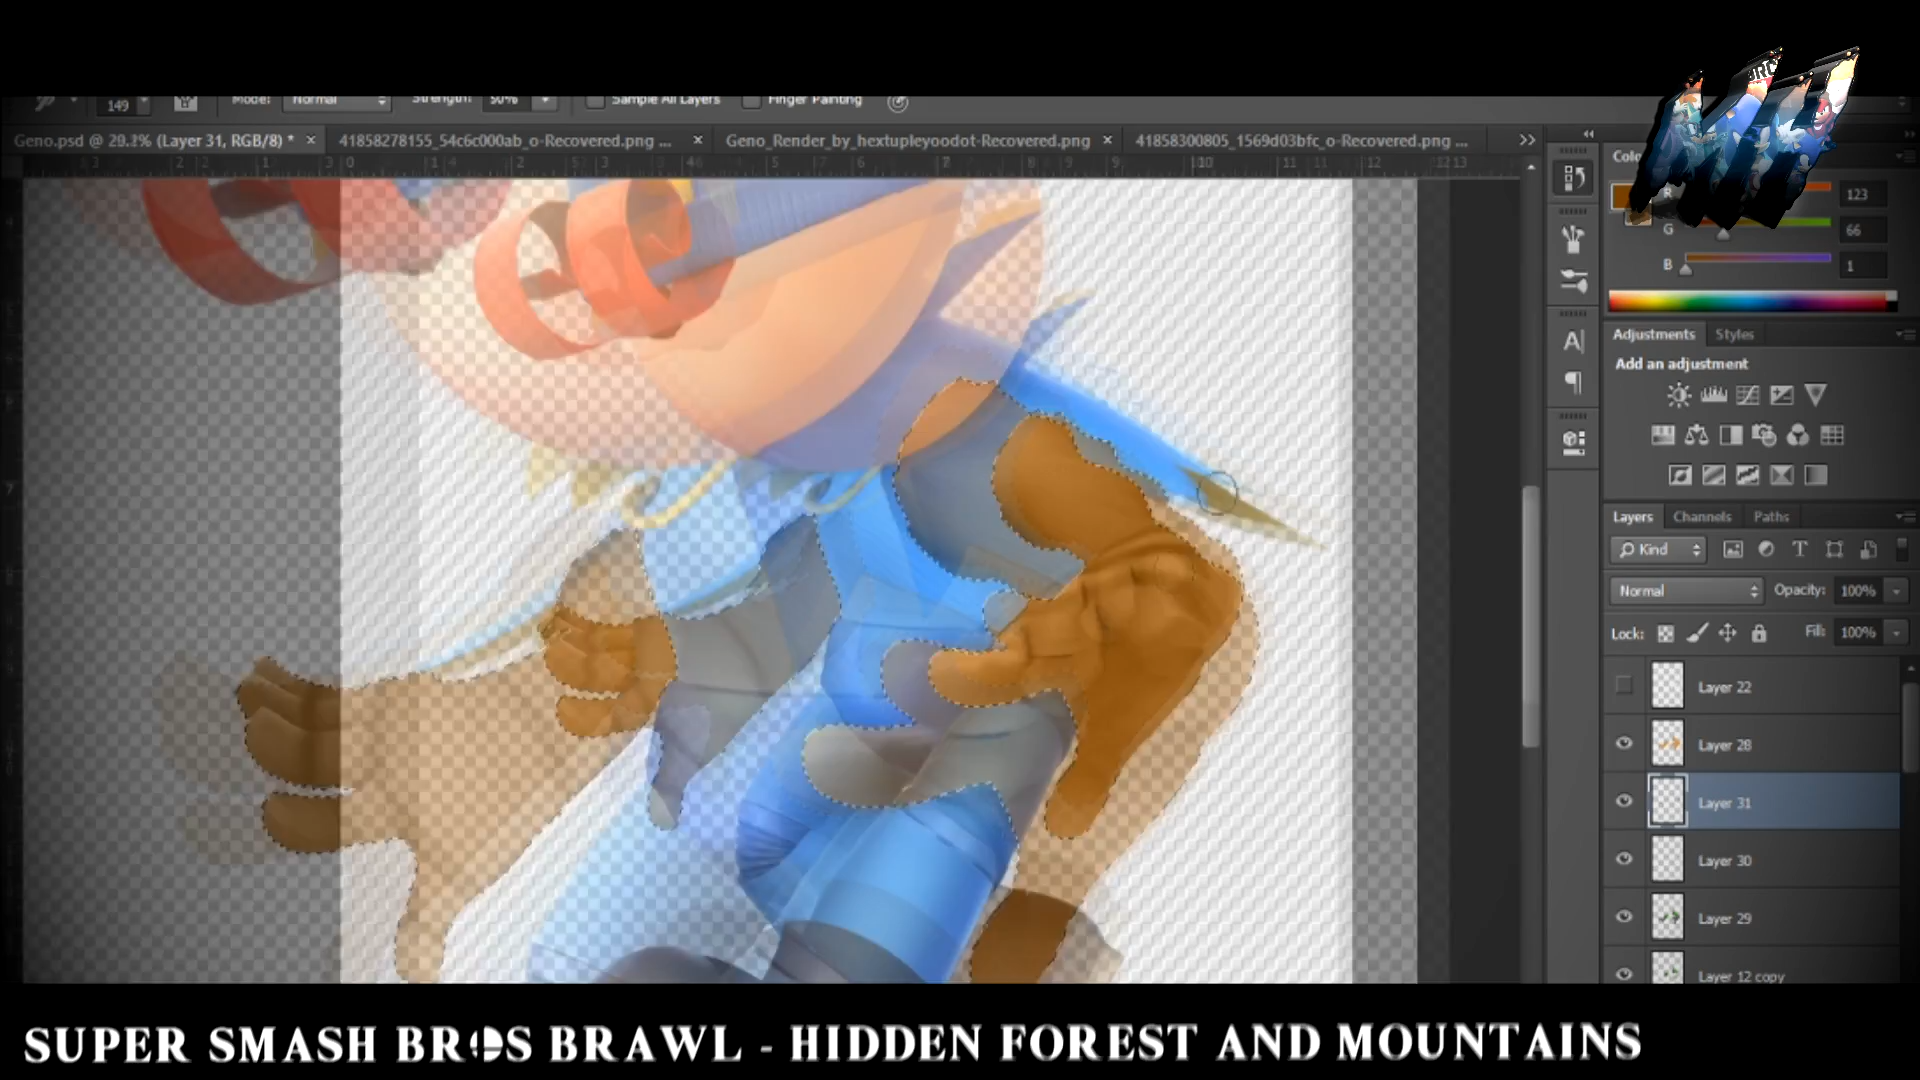 149 Mode: Normal Strength: 50% Sample All Layers Finger Painting
Geno.psd @ 29.2% (Layer 31, RGB/8) * × 41858278155_54c6c000ab_o-Recovered.png ... × Geno_Render_by_hextupleyoodot-Recovered.png × 41858300805_1569d03bfc_o-Recovered.png ...
123
G 66
B 1
Adjustments Styles
Add an adjustment
Layers Channels Paths
Kind
Normal Opacity: 100%
Lock: Fill: 100%
Layer 22
Layer 28
Layer 31
Layer 30
Layer 29
Layer 12 copy
SUPER SMASH BROS BRAWL - HIDDEN FOREST AND MOUNTAINS